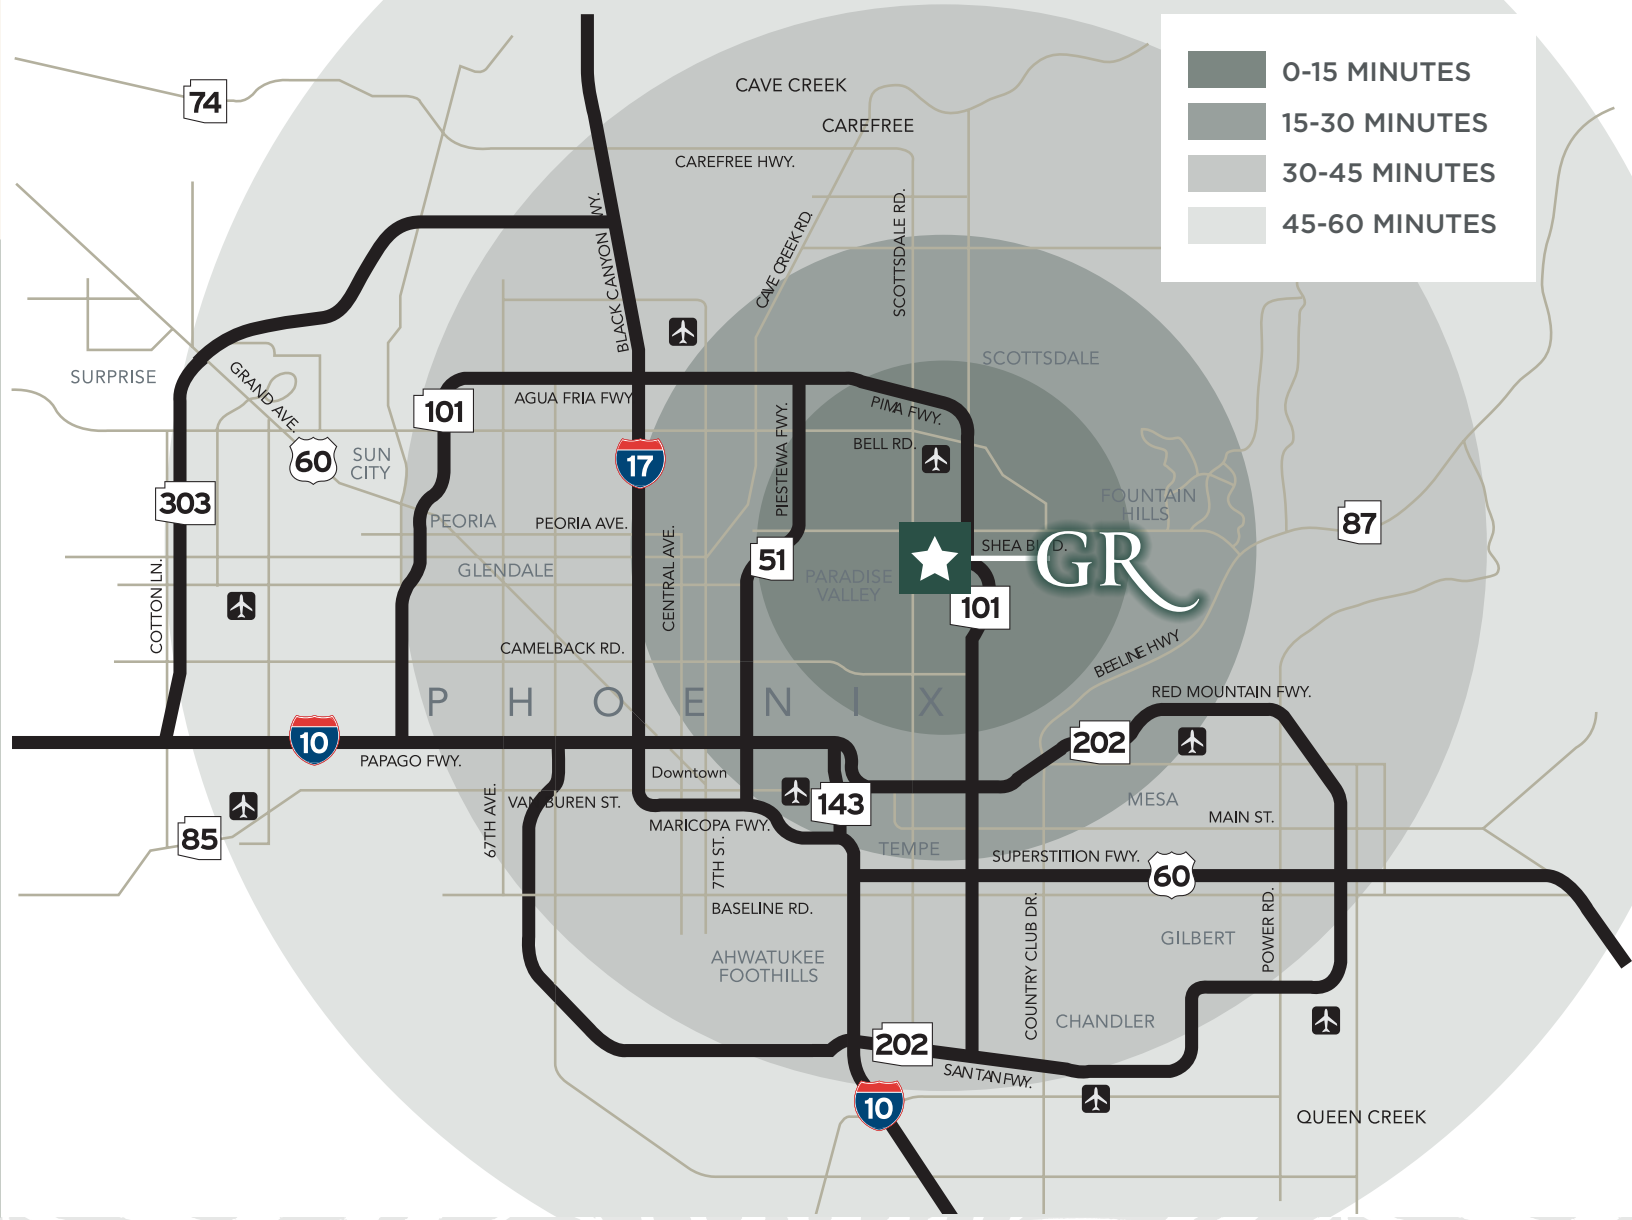 0-15 MINUTES
15-30 MINUTES
30-45 MINUTES
45-60 MINUTES
CAVE CREEK
74
CAREFREE
CAREFREE HWY.
BLACK CANYON WY.
CAVE CREEK RD.
SCOTTSDALE RD.
SCOTTSDALE
SURPRISE
GRAND AVE.
101
AGUA FRIA FWY
PIESTEWA FWY.
PIMA FWY.
BELL RD.
60
SUN
CITY
17
303
PEORIA
PEORIA AVE.
FOUNTAIN
HILLS
87
CENTRAL AVE.
51
SHEA BLVD.
GR
GLENDALE
PARADISE
VALLEY
101
COTTON LN.
CAMELBACK RD.
BEELINE HWY
PHOENIX
RED MOUNTAIN FWY.
10
PAPAGO FWY.
202
Downtown
67TH AVE.
VAN BUREN ST.
143
MESA
MAIN ST.
85
MARICOPA FWY.
7TH ST.
TEMPE
SUPERSTITION FWY.
60
BASELINE RD.
COUNTRY CLUB DR.
POWER RD.
GILBERT
AHWATUKEE
FOOTHILLS
CHANDLER
202
SAN TAN FWY.
10
QUEEN CREEK